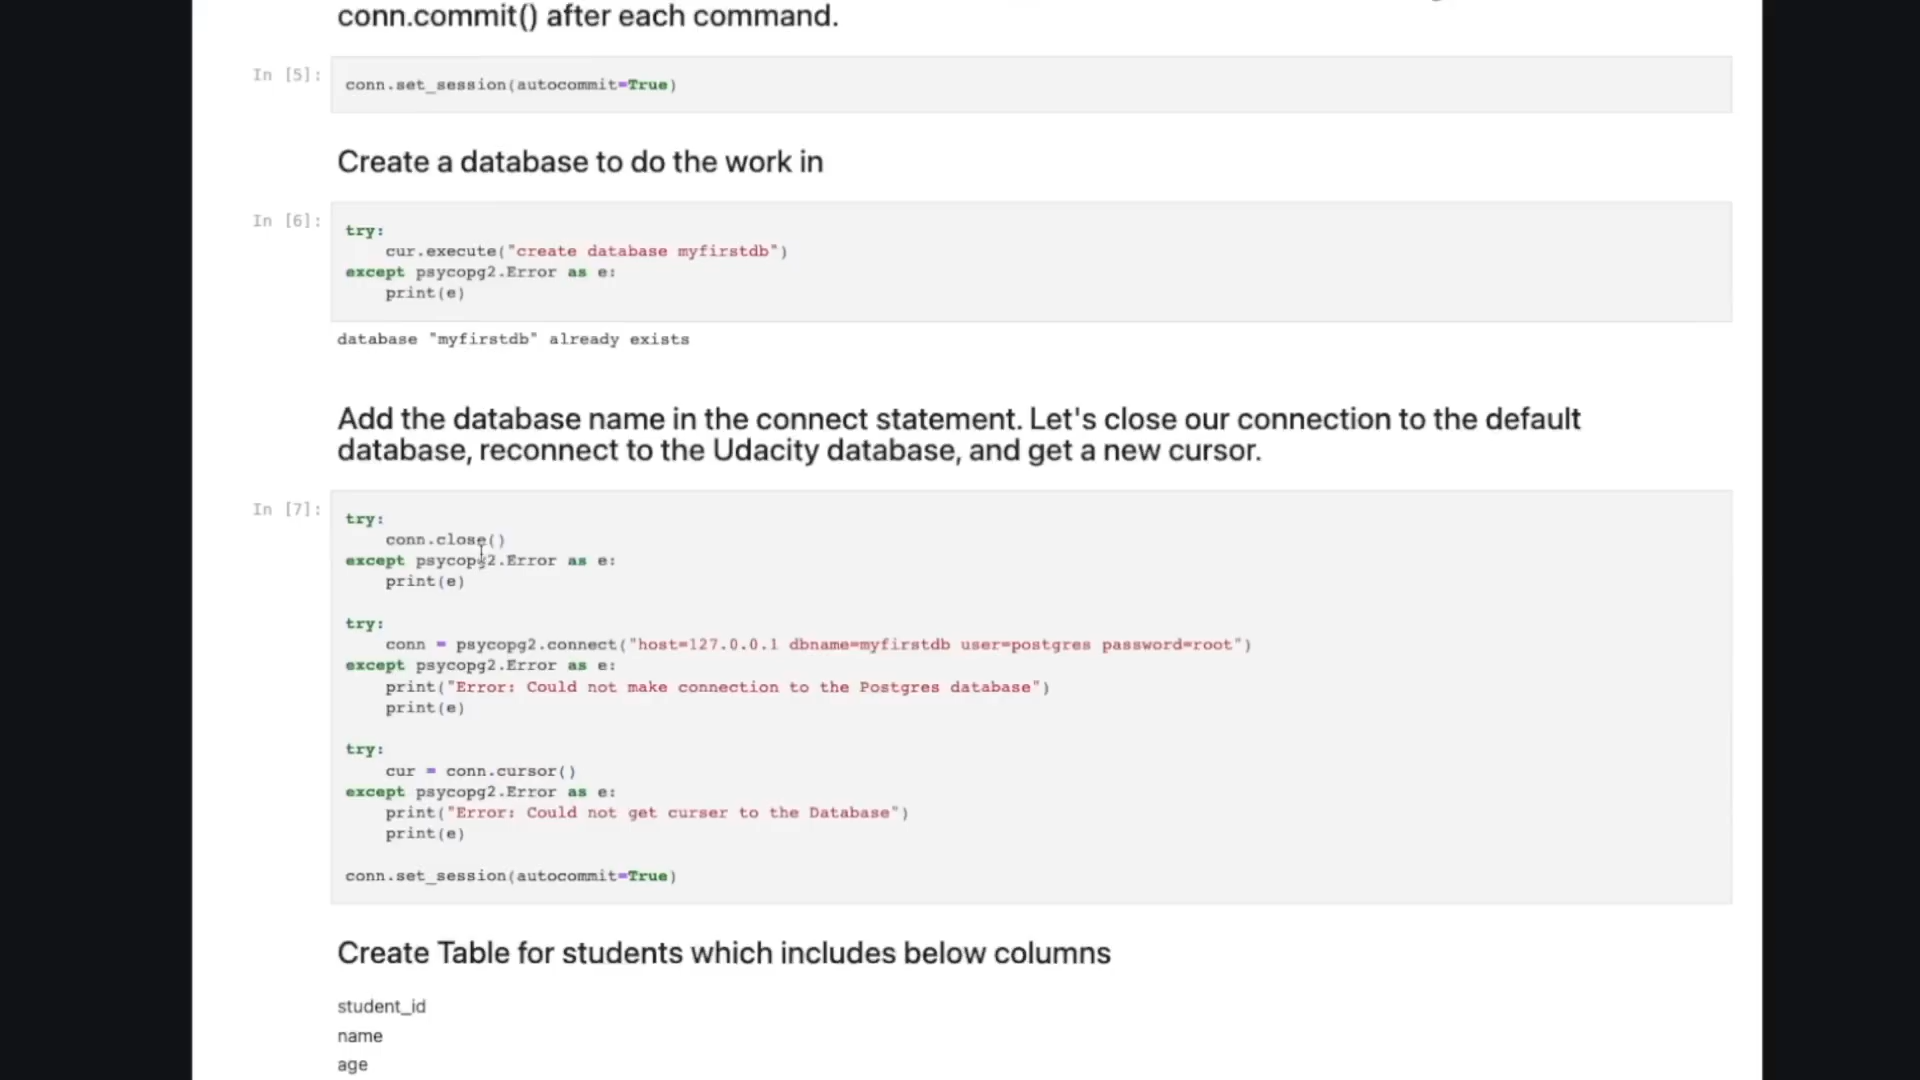 conn.commit() after each command.
In [5]:
conn.set_session(autocommit=True)
Create a database to do the work in
In [6]:
try:
    cur.execute("create database myfirstdb")
except psycopg2.Error as e:
    print(e)
database "myfirstdb" already exists
Add the database name in the connect statement. Let's close our connection to the default
database, reconnect to the Udacity database, and get a new cursor.
In [7]:
try:
    conn.close()
except psycopg2.Error as e:
    print(e)
try:
    conn = psycopg2.connect("host=127.0.0.1 dbname=myfirstdb user=postgres password=root")
except psycopg2.Error as e:
    print("Error: Could not make connection to the Postgres database")
    print(e)
try:
    cur = conn.cursor()
except psycopg2.Error as e:
    print("Error: Could not get curser to the Database")
    print(e)
conn.set_session(autocommit=True)
Create Table for students which includes below columns
student_id
name
age